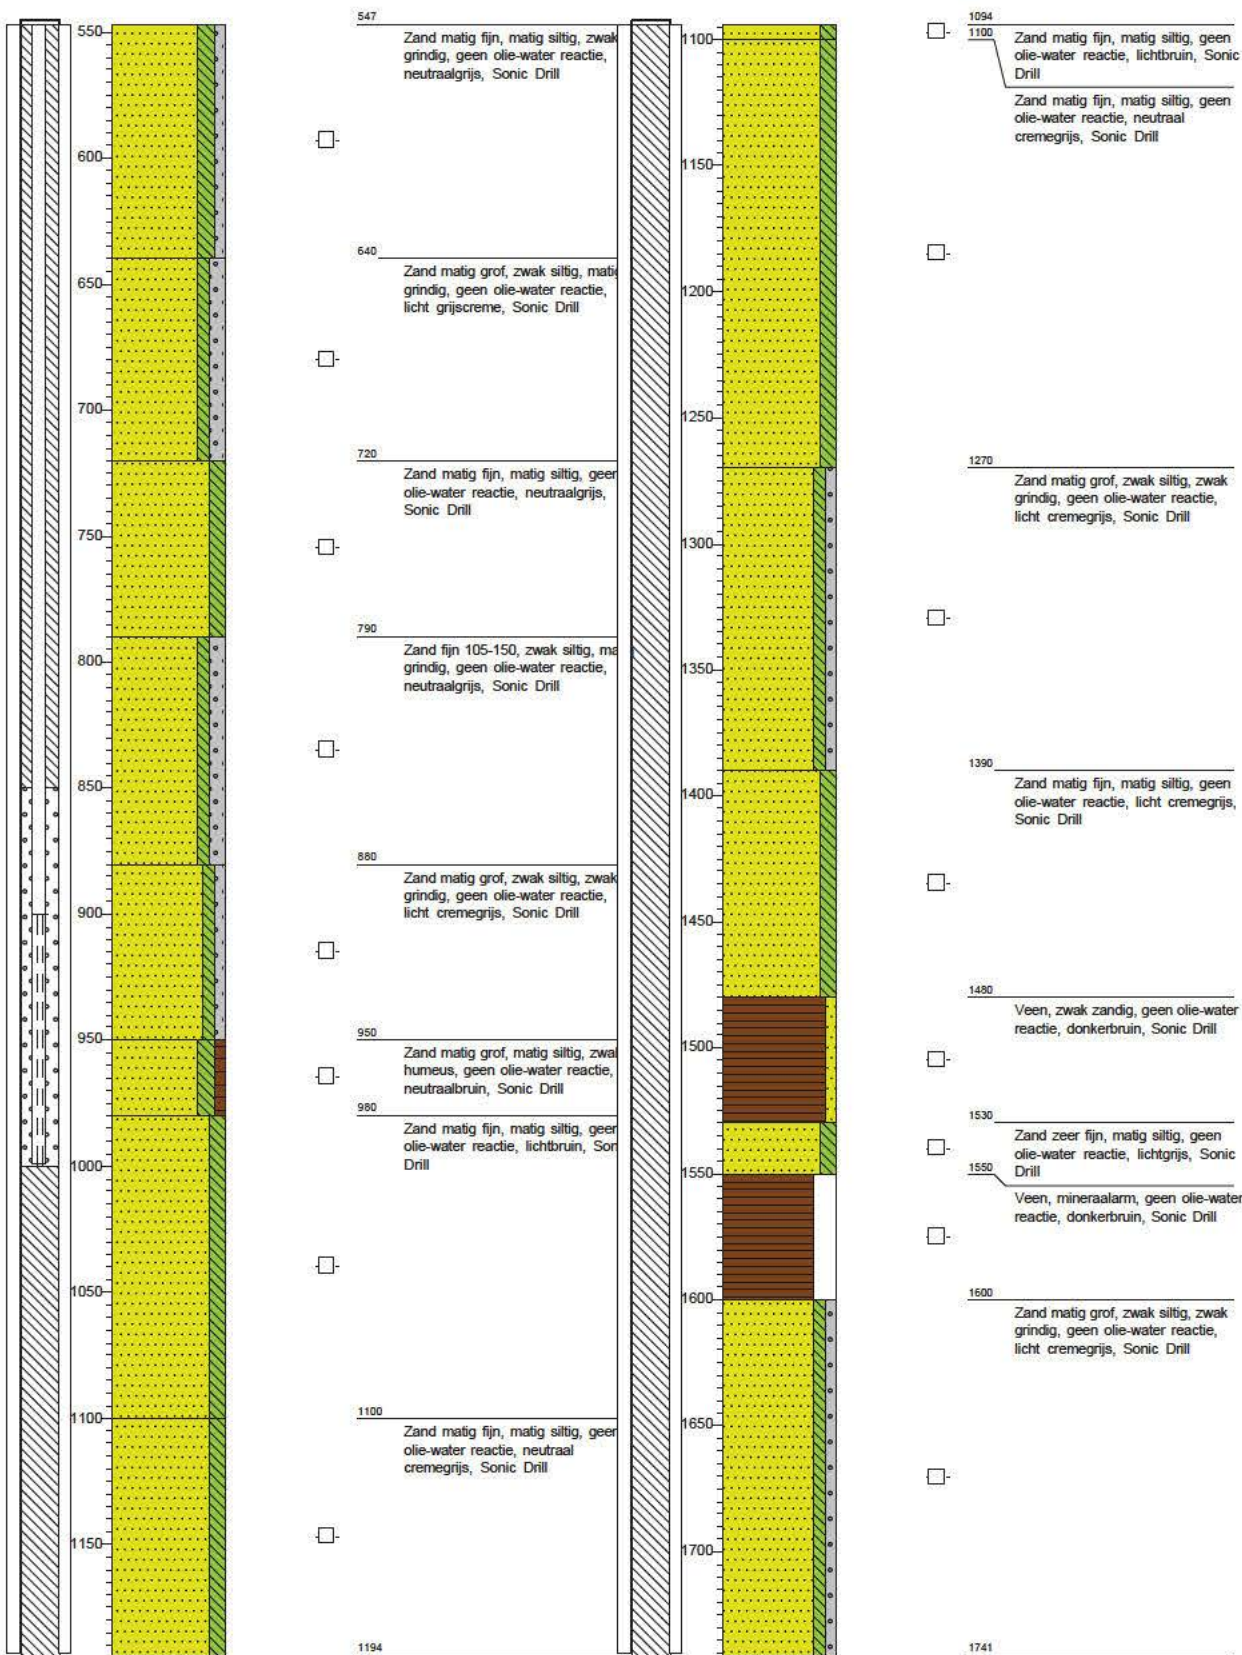 547
Zand matig fijn, matig siltig, zwak
grindig, geen olie-water reactie,
neutraalgrijs, Sonic Drill
550
600
640
Zand matig grof, zwak siltig, matig
grindig, geen olie-water reactie,
licht grijscreme, Sonic Drill
650
700
720
Zand matig fijn, matig siltig, geen
olie-water reactie, neutraalgrijs,
Sonic Drill
750
790
Zand fijn 105-150, zwak siltig, ma
grindig, geen olie-water reactie,
neutraalgrijs, Sonic Drill
800
850
880
Zand matig grof, zwak siltig, zwak
grindig, geen olie-water reactie,
licht cremegrijs, Sonic Drill
900
950
950
Zand matig grof, matig siltig, zwak
humeus, geen olie-water reactie,
neutraalbruin, Sonic Drill
980
Zand matig fijn, matig siltig, geen
olie-water reactie, lichtbruin, Son
Drill
1000
1050
1100
1100
Zand matig fijn, matig siltig, geen
olie-water reactie, neutraal
cremegrijs, Sonic Drill
1150
1194
1094
1100
1100
Zand matig fijn, matig siltig, geen
olie-water reactie, lichtbruin, Sonic
Drill
Zand matig fijn, matig siltig, geen
olie-water reactie, neutraal
cremegrijs, Sonic Drill
1150
1200
1250
1270
Zand matig grof, zwak siltig, zwak
grindig, geen olie-water reactie,
licht cremegrijs, Sonic Drill
1300
1350
1390
Zand matig fijn, matig siltig, geen
olie-water reactie, licht cremegrijs,
Sonic Drill
1400
1450
1480
Veen, zwak zandig, geen olie-water
reactie, donkerbruin, Sonic Drill
1500
1530
Zand zeer fijn, matig siltig, geen
olie-water reactie, lichtgrijs, Sonic
Drill
1550
1550
Veen, mineraalarm, geen olie-water
reactie, donkerbruin, Sonic Drill
1600
1600
Zand matig grof, zwak siltig, zwak
grindig, geen olie-water reactie,
licht cremegrijs, Sonic Drill
1650
1700
1741